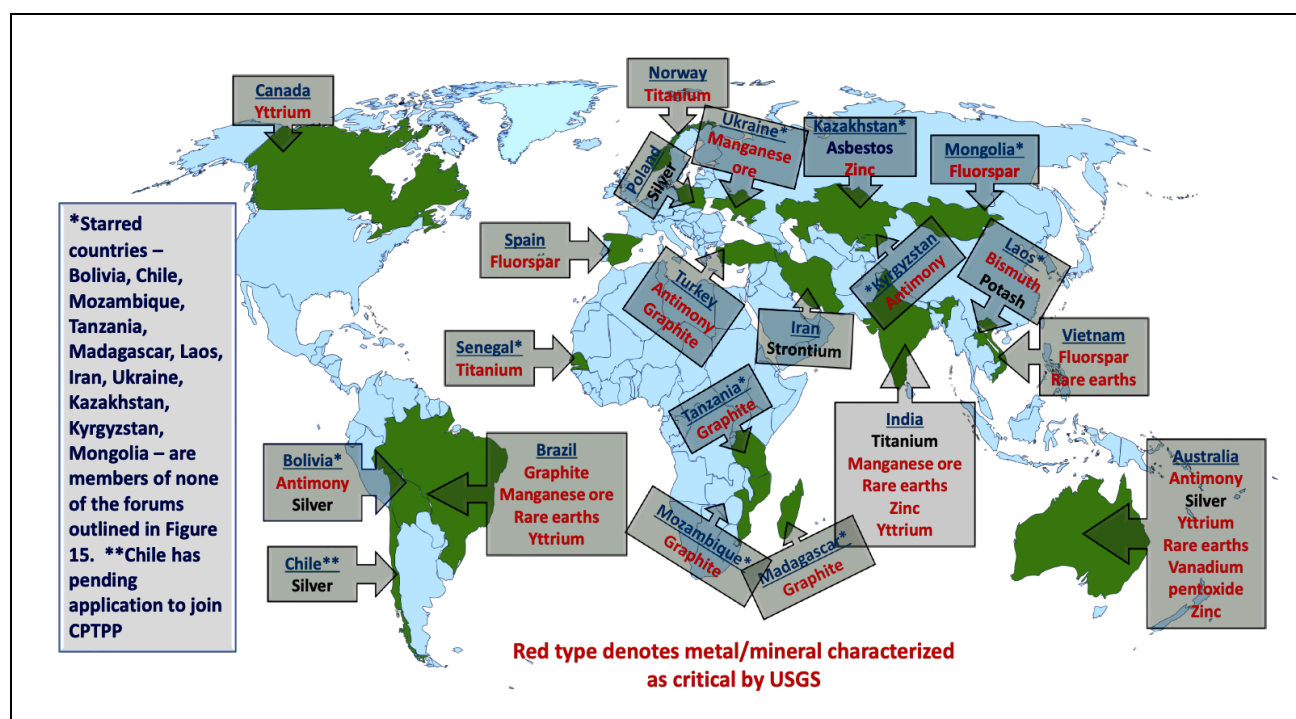 Canada
Yttrium
Norway
Titanium
Ukraine*
Manganese
ore
Kazakhstan*
Asbestos
Zinc
Mongolia*
Fluorspar
Poland
Silver
*Starred
countries –
Bolivia, Chile,
Mozambique,
Tanzania,
Madagascar, Laos,
Iran, Ukraine,
Kazakhstan,
Kyrgyzstan,
Mongolia – are
members of none
of the forums
outlined in Figure
15. **Chile has
pending
application to join
CPTPP
Spain
Fluorspar
Turkey
Antimony
Graphite
Iran
Strontium
*Kyrgyzstan
Antimony
Laos*
Bismuth
Potash
Vietnam
Fluorspar
Rare earths
Senegal*
Titanium
Tanzania*
Graphite
India
Titanium
Manganese ore
Rare earths
Zinc
Yttrium
Bolivia*
Antimony
Silver
Brazil
Graphite
Manganese ore
Rare earths
Yttrium
Australia
Antimony
Silver
Yttrium
Rare earths
Vanadium
pentoxide
Zinc
Chile**
Silver
Mozambique*
Graphite
Madagascar*
Graphite
Red type denotes metal/mineral characterized
as critical by USGS